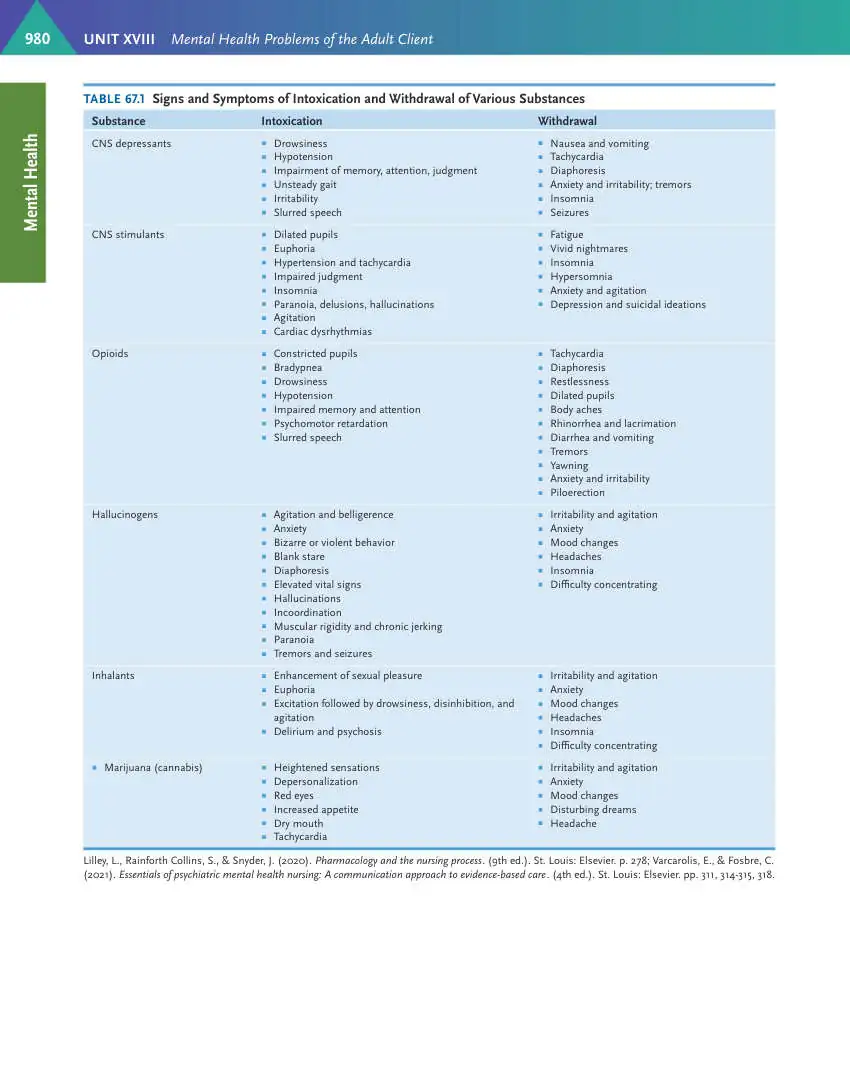 980 UNIT XVIII Mental Health Problems of the Adult Client
Mental Health
TABLE 67.1 Signs and Symptoms of Intoxication and Withdrawal of Various Substances
Substance Intoxication Withdrawal
CNS depressants
▪ Drowsiness
▪ Hypotension
▪ Impairment of memory, attention, judgment
▪ Unsteady gait
▪ Irritability
▪ Slurred speech
▪ Nausea and vomiting
▪ Tachycardia
▪ Diaphoresis
▪ Anxiety and irritability; tremors
▪ Insomnia
▪ Seizures
CNS stimulants
▪ Dilated pupils
▪ Euphoria
▪ Hypertension and tachycardia
▪ Impaired judgment
▪ Insomnia
▪ Paranoia, delusions, hallucinations
▪ Agitation
▪ Cardiac dysrhythmias
▪ Fatigue
▪ Vivid nightmares
▪ Insomnia
▪ Hypersomnia
▪ Anxiety and agitation
▪ Depression and suicidal ideations
Opioids
▪ Constricted pupils
▪ Bradypnea
▪ Drowsiness
▪ Hypotension
▪ Impaired memory and attention
▪ Psychomotor retardation
▪ Slurred speech
▪ Tachycardia
▪ Diaphoresis
▪ Restlessness
▪ Dilated pupils
▪ Body aches
▪ Rhinorrhea and lacrimation
▪ Diarrhea and vomiting
▪ Tremors
▪ Yawning
▪ Anxiety and irritability
▪ Piloerection
Hallucinogens
▪ Agitation and belligerence
▪ Anxiety
▪ Bizarre or violent behavior
▪ Blank stare
▪ Diaphoresis
▪ Elevated vital signs
▪ Hallucinations
▪ Incoordination
▪ Muscular rigidity and chronic jerking
▪ Paranoia
▪ Tremors and seizures
▪ Irritability and agitation
▪ Anxiety
▪ Mood changes
▪ Headaches
▪ Insomnia
▪ Difficulty concentrating
Inhalants
▪ Enhancement of sexual pleasure
▪ Euphoria
▪ Excitation followed by drowsiness, disinhibition, and
agitation
▪ Delirium and psychosis
▪ Irritability and agitation
▪ Anxiety
▪ Mood changes
▪ Headaches
▪ Insomnia
▪ Difficulty concentrating
▪ Marijuana (cannabis)
▪ Heightened sensations
▪ Depersonalization
▪ Red eyes
▪ Increased appetite
▪ Dry mouth
▪ Tachycardia
▪ Irritability and agitation
▪ Anxiety
▪ Mood changes
▪ Disturbing dreams
▪ Headache
Lilley, L., Rainforth Collins, S., & Snyder, J. (2020). Pharmacology and the nursing process. (9th ed.). St. Louis: Elsevier. p. 278; Varcarolis, E., & Fosbre, C.
(2021). Essentials of psychiatric mental health nursing: A communication approach to evidence-based care. (4th ed.). St. Louis: Elsevier. pp. 311, 314-315, 318.